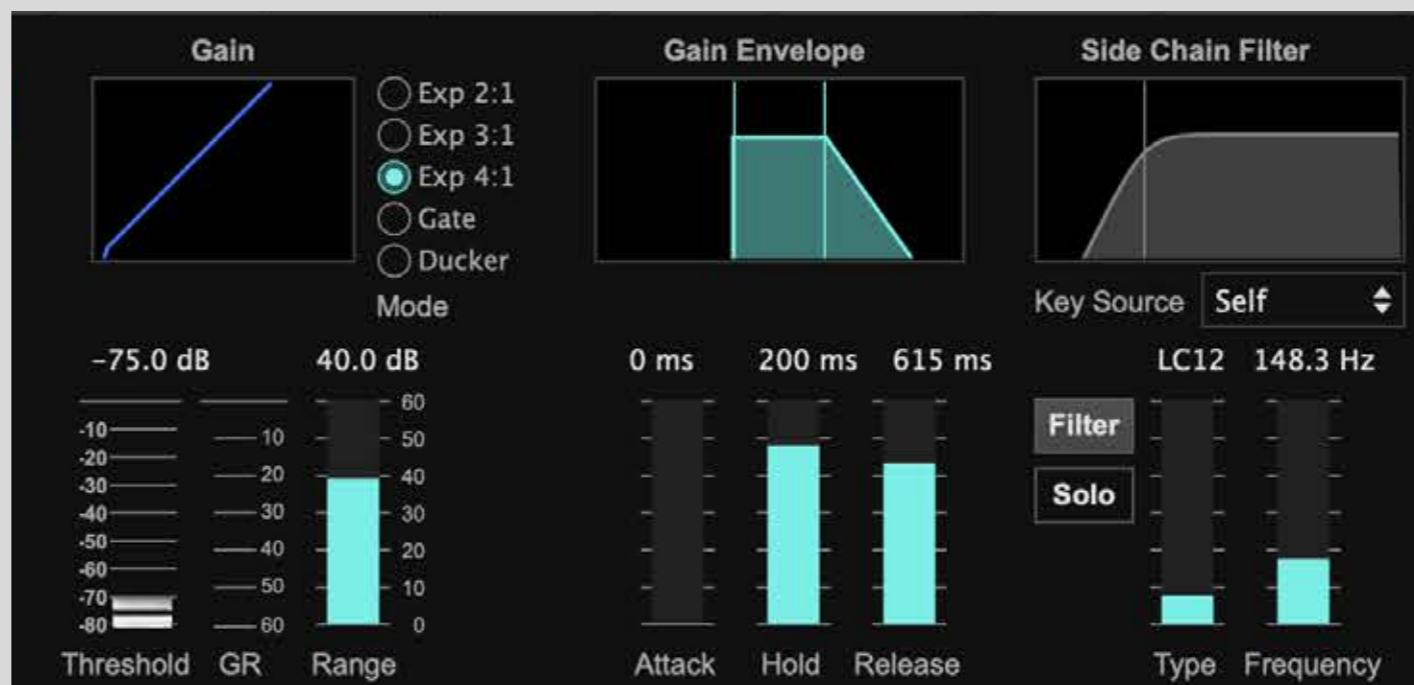 Gain
Gain Envelope
Side Chain Filter
Exp 2:1
Exp 3:1
Exp 4:1
Gate
Ducker
Mode
Key Source Self
-75.0 dB
40.0 dB
0 ms
200 ms
615 ms
LC12
148.3 Hz
-10
-20
-30
-40
-50
-60
-70
-80
10
20
30
40
50
60
60
50
40
30
20
10
0
Filter
Solo
Threshold
GR
Range
Attack
Hold
Release
Type
Frequency